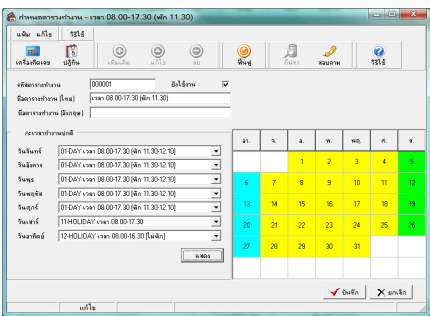 กำหนดตารางทำงาน - เวลา 08.00-17.30 (พัก 11.30)
แฟ้ม แก้ไข วิธีใช้
เครื่องคิดเลข ปฏิทิน เพิ่มเติม แก้ไข ลบ ฟื้นฟู ค้นหา สอบถาม วิธีใช้
รหัสตารางทำงาน 000001 ยังใช้งาน
ชื่อตารางทำงาน (ไทย) เวลา 08.00-17.30 (พัก 11.30)
ชื่อตารางทำงาน (อังกฤษ)
กะเวลาทำงานปกติ
วันจันทร์ 01-DAY เวลา 08.00-17.30 (พัก 11.30-12.10)
วันอังคาร 01-DAY เวลา 08.00-17.30 (พัก 11.30-12.10)
วันพุธ 01-DAY เวลา 08.00-17.30 (พัก 11.30-12.10)
วันพฤหัส 01-DAY เวลา 08.00-17.30 (พัก 11.30-12.10)
วันศุกร์ 01-DAY เวลา 08.00-17.30 (พัก 11.30-12.10)
วันเสาร์ 11-HOLIDAY เวลา 08.00-17.30
วันอาทิตย์ 12-HOLIDAY เวลา 08.00-16.30 (ไม่พัก)
แสดง
อา. จ. อ. พ. พฤ. ศ. ส.
1 2 3 4 5
6 7 8 9 10 11 12
13 14 15 16 17 18 19
20 21 22 23 24 25 26
27 28 29 30 31
บันทึก ยกเลิก
แก้ไข